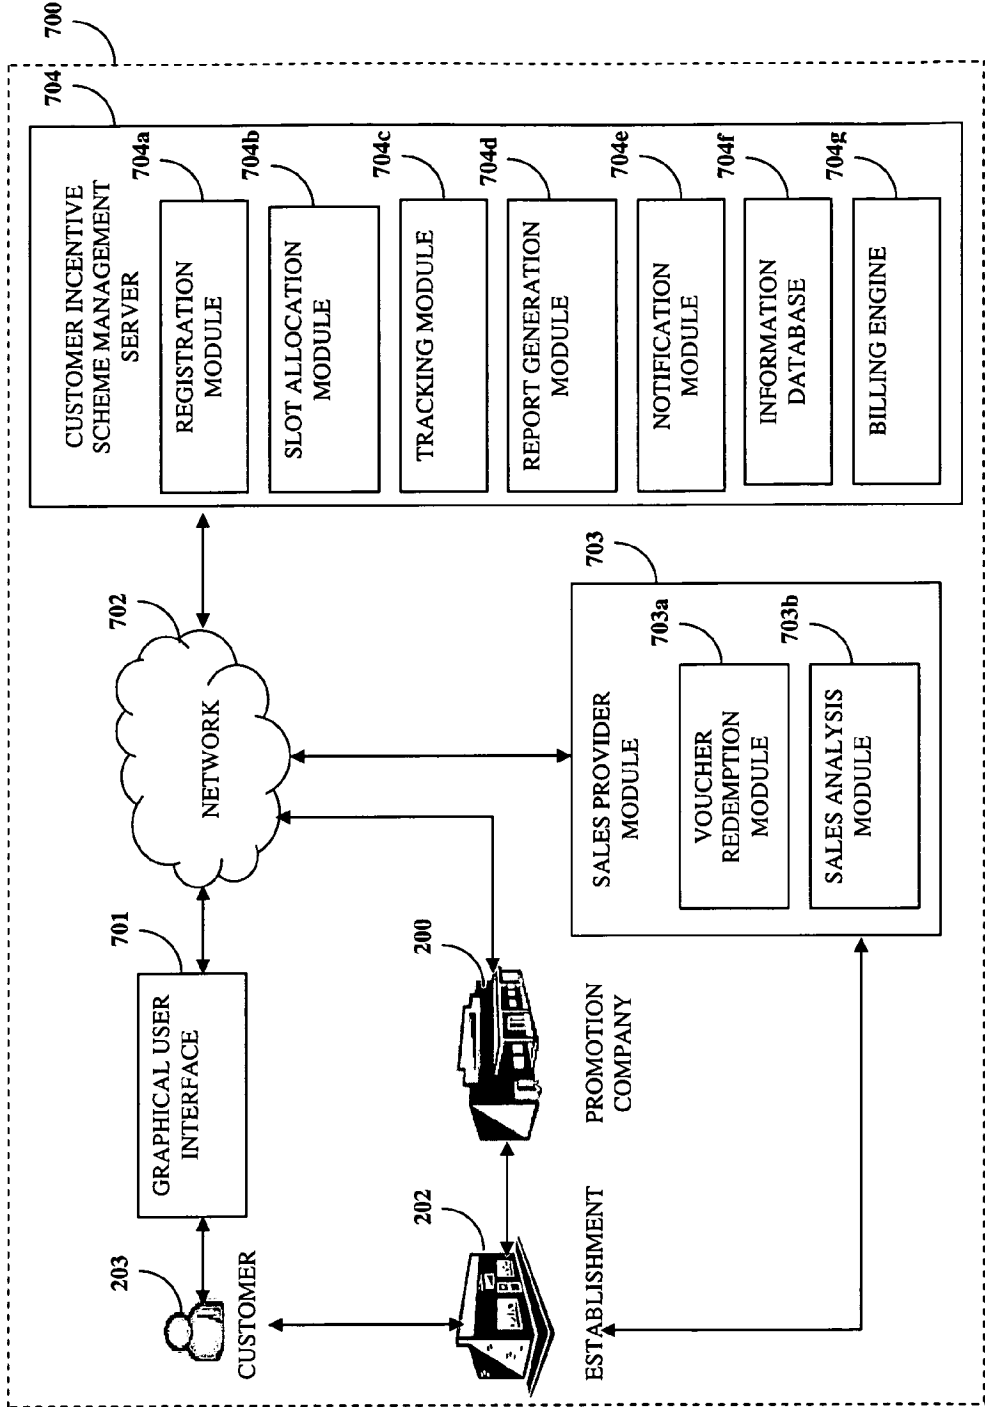 700
704
CUSTOMER INCENTIVE
SCHEME MANAGEMENT
SERVER
704a
REGISTRATION
MODULE
704b
SLOT ALLOCATION
MODULE
704c
TRACKING MODULE
704d
REPORT GENERATION
MODULE
704e
NOTIFICATION
MODULE
704f
INFORMATION
DATABASE
704g
BILLING ENGINE
702
NETWORK
701
GRAPHICAL USER
INTERFACE
203
CUSTOMER
202
ESTABLISHMENT
200
PROMOTION
COMPANY
703
SALES PROVIDER
MODULE
703a
VOUCHER
REDEMPTION
MODULE
703b
SALES ANALYSIS
MODULE